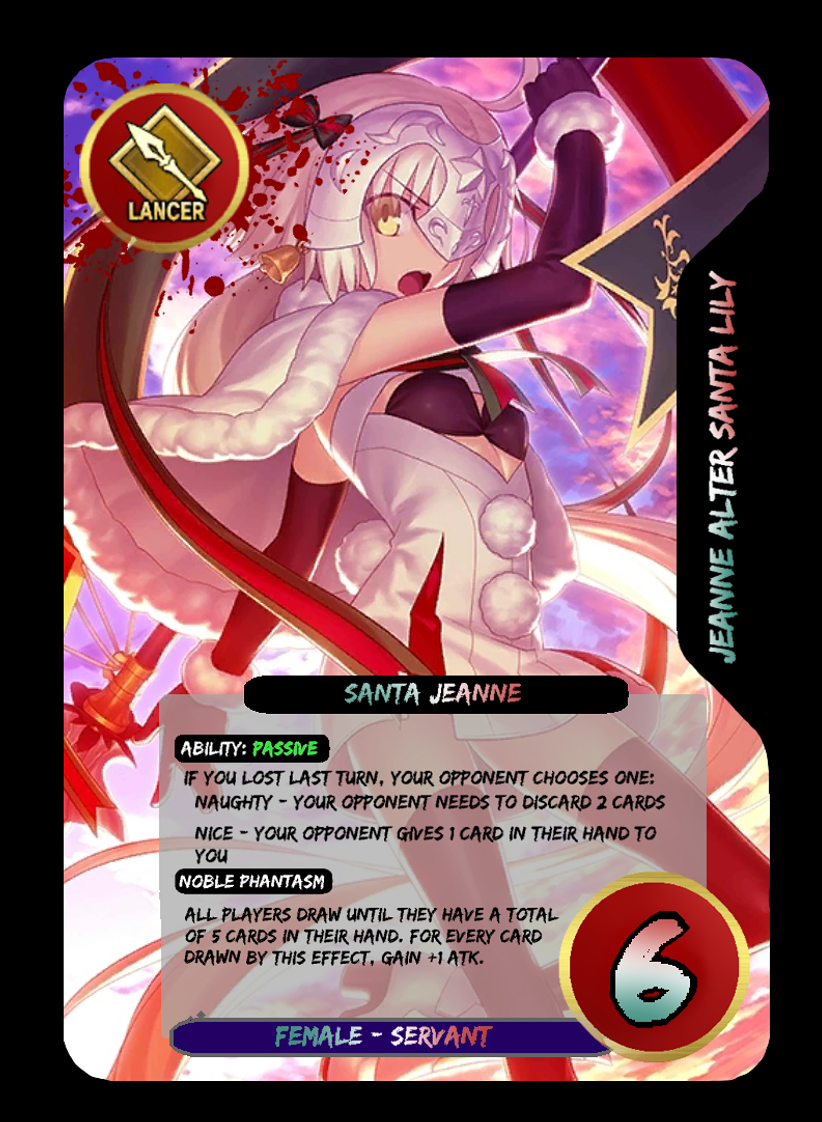 LANCER
JEANNE ALTER SANTA LILY
SANTA JEANNE
ABILITY: PASSIVE
IF YOU LOST LAST TURN, YOUR OPPONENT CHOOSES ONE:
NAUGHTY - YOUR OPPONENT NEEDS TO DISCARD 2 CARDS
NICE - YOUR OPPONENT GIVES 1 CARD IN THEIR HAND TO
YOU
NOBLE PHANTASM
ALL PLAYERS DRAW UNTIL THEY HAVE A TOTAL
OF 5 CARDS IN THEIR HAND. FOR EVERY CARD
DRAWN BY THIS EFFECT, GAIN +1 ATK.
6
FEMALE - SERVANT